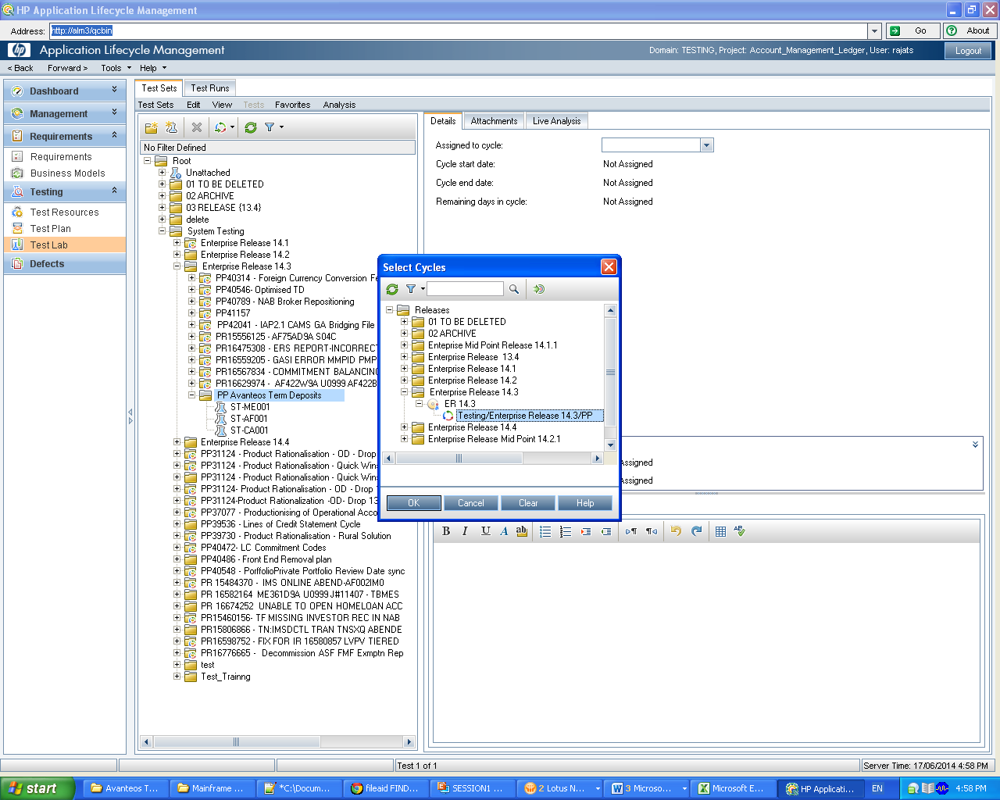 HP Application Lifecycle Management
Address: http://alm3/qcbin Go About
hp Application Lifecycle Management Domain: TESTING, Project: Account_Management_Ledger, User: rajats Logout
< Back Forward > Tools Help
Dashboard
Management
Requirements
Requirements
Business Models
Testing
Test Resources
Test Plan
Test Lab
Defects
Test Sets Test Runs
Test Sets Edit View Tests Favorites Analysis
No Filter Defined
Root
Unattached
01 TO BE DELETED
02 ARCHIVE
03 RELEASE {13.4}
delete
System Testing
Enterprise Release 14.1
Enterprise Release 14.2
Enterprise Release 14.3
PP40314 - Foreign Currency Conversion Fe
PP40546- Optimised TD
PP40789 - NAB Broker Repositioning
PP41157
PP42041 - IAP2.1 CAMS GA Bridging File
PR15556125 - AF75AD9A S04C
PR16475308 - ERS REPORT-INCORRECT
PR16559205 - GASI ERROR MMPID PMP
PR16567834 - COMMITMENT BALANCING
PR16629974 - AF422W9A U0999 AF422B
PP Avanteos Term Deposits
ST-ME001
ST-AF001
ST-CA001
Enterprise Release 14.4
PP31124 - Product Rationalisation - OD - Drop
PP31124 - Product Rationalisation - Quick Wins
PP31124 - Product Rationalisation - Quick Wins
PP31124- Product Rationalisation - OD - Drop
PP31124-Product Rationalization -OD- Drop 13
PP37077 - Productionising of Operational Acco
PP39536 - Lines of Credit Statement Cycle
PP39730 - Product Rationalisation - Rural Solution
PP40472- LC Commitment Codes
PP40486 - Front End Removal plan
PP40548 - PorffolioPrivate Portfolio Review Date sync
PR 15484370 - IMS ONLINE ABEND-AF002IM0
PR 16582164 ME361D9A U0999 J#11407 - TBMES
PR 16674252 UNABLE TO OPEN HOMELOAN ACC
PR15460156- TF MISSING INVESTOR REC IN NAB
PR15806866 - TN:IMSDCTL TRAN TNSXQ ABENDE
PR16598752 - FIX FOR IR 16580857 LVPV TIERED
PR16776665 - Decommission ASF FMF Exmptn Rep
test
Test_Trainng
Details Attachments Live Analysis
Assigned to cycle:
Cycle start date: Not Assigned
Cycle end date: Not Assigned
Remaining days in cycle: Not Assigned
Select Cycles
Releases
01 TO BE DELETED
02 ARCHIVE
Enteprise Mid Point Release 14.1.1
Enterprise Release 13.4
Enterprise Release 14.1
Enterprise Release 14.2
Enterprise Release 14.3
ER 14.3
Testing/Enterprise Release 14.3/PP
Enterprise Release 14.4
Enterprise Release Mid Point 14.2.1
OK Cancel Clear Help
Assigned
Assigned
B I U A ab
Test 1 of 1 Server Time: 17/06/2014 4:58 PM
start Avanteos T... Mainframe ... *C:\Docum... fileaid FIND... SESSION1 ... 2 Lotus N... 3 Microso... Microsoft E... HP Applicati... EN 4:58 PM